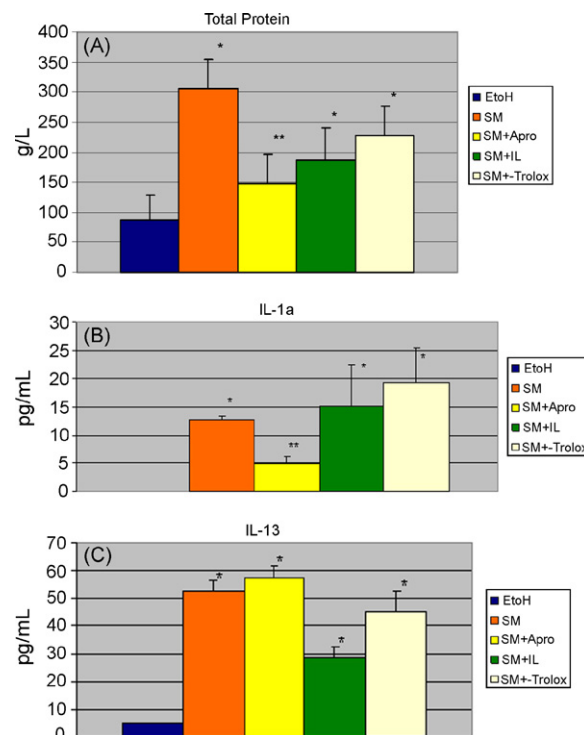 Total Protein
(A)
400
350
300
250
200
150
100
50
0
g/L
*
**
*
*
EtoH
SM
SM+Apro
SM+IL
SM+-Trolox
IL-1a
(B)
30
25
20
15
10
5
0
pg/mL
*
**
*
*
EtoH
SM
SM+Apro
SM+IL
SM+-Trolox
IL-13
(C)
70
60
50
40
30
20
10
0
pg/mL
*
*
*
*
EtoH
SM
SM+Apro
SM+IL
SM+-Trolox